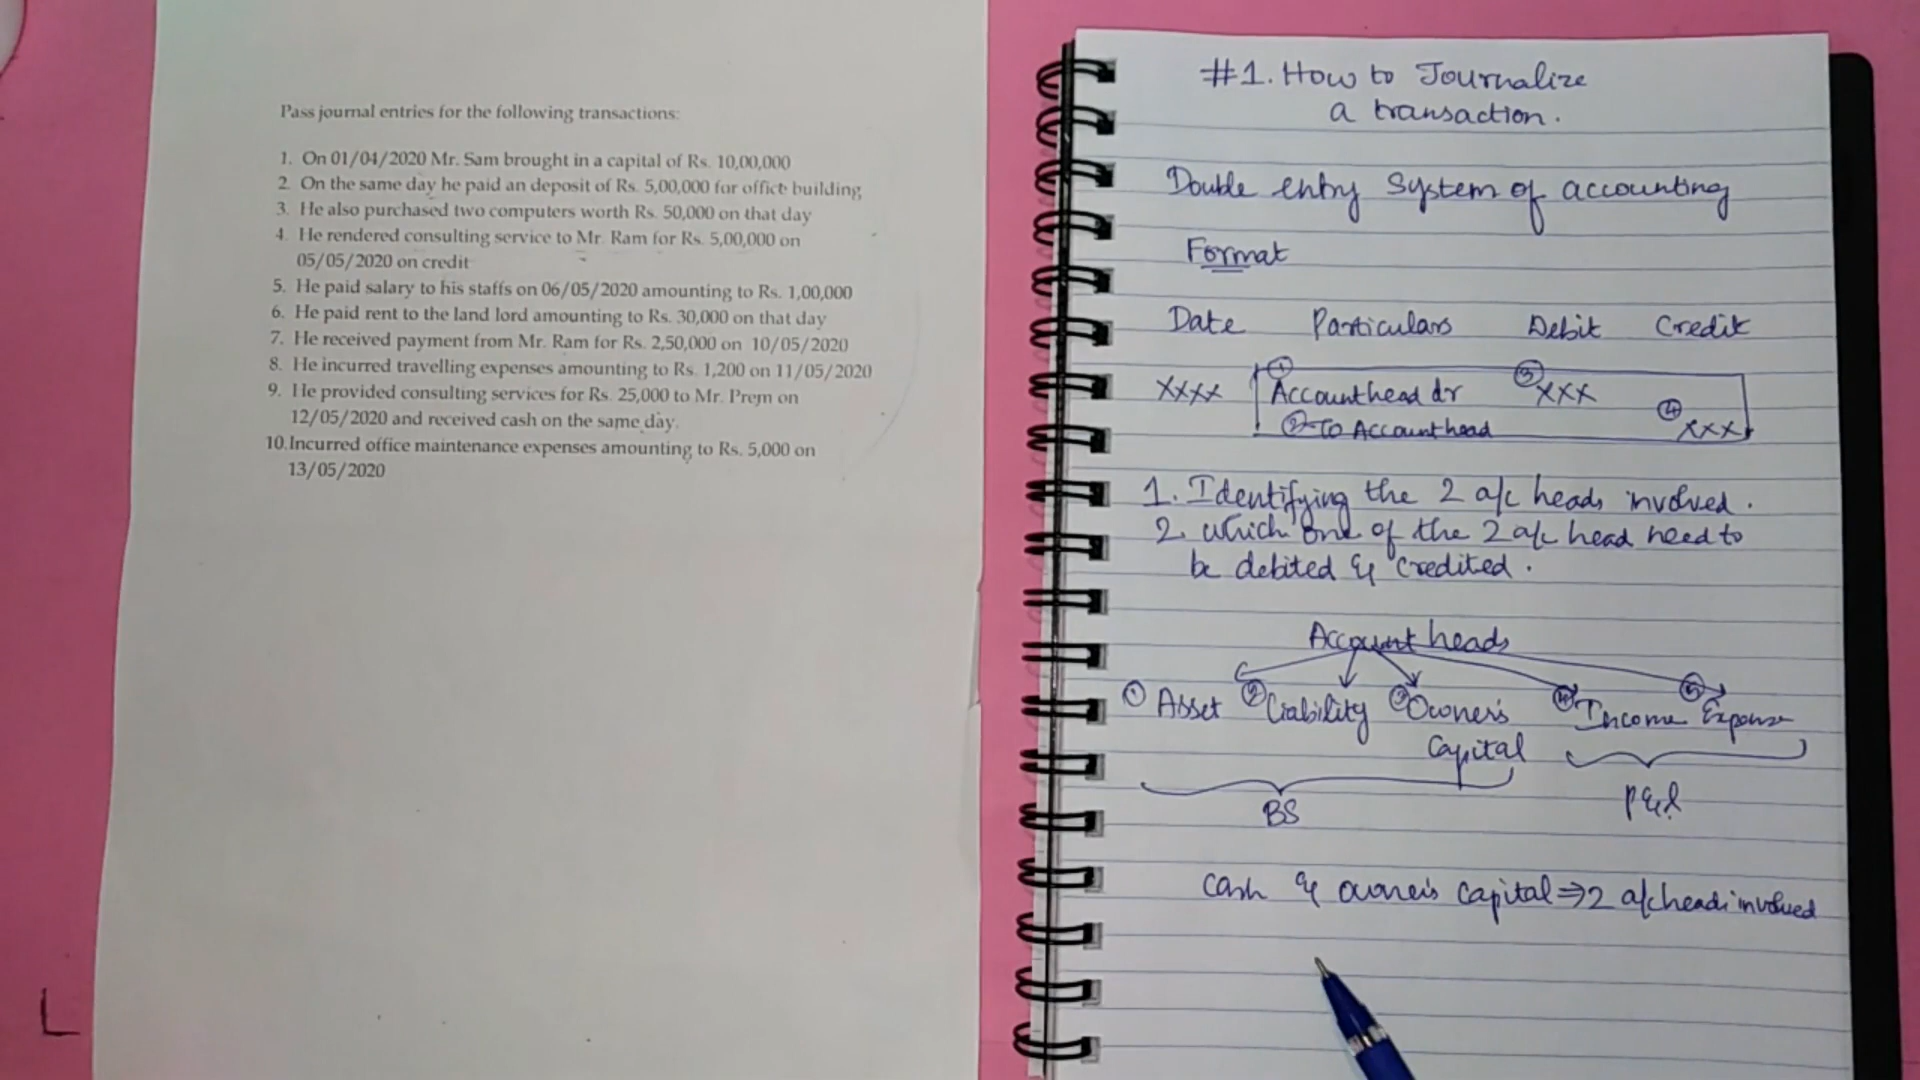 Pass journal entries for the following transactions:
1. On 01/04/2020 Mr. Sam brought in a capital of Rs. 10,00,000
2. On the same day he paid an deposit of Rs. 5,00,000 for office building
3. He also purchased two computers worth Rs. 50,000 on that day
4. He rendered consulting service to Mr. Ram for Rs. 5,00,000 on
05/05/2020 on credit
5. He paid salary to his staffs on 06/05/2020 amounting to Rs. 1,00,000
6. He paid rent to the land lord amounting to Rs. 30,000 on that day
7. He received payment from Mr. Ram for Rs. 2,50,000 on 10/05/2020
8. He incurred travelling expenses amounting to Rs. 1,200 on 11/05/2020
9. He provided consulting services for Rs. 25,000 to Mr. Prem on
12/05/2020 and received cash on the same day.
10. Incurred office maintenance expenses amounting to Rs. 5,000 on
13/05/2020
#1. How to Journalize
a transaction.
Double entry System of accounting
Format
Date Particulars Debit Credit
xxxx ① Account head dr ③ xxx
② To Account head ④ xxx
1. Identifying the 2 a/c heads involved.
2. which one of the 2 a/c head need to
be debited & credited.
Account heads
① Asset ② Liability ③ Owner's ④ Income ⑤ Expense
Capital
BS P&L
Cash & owner's Capital ⇒ 2 a/c heads involved